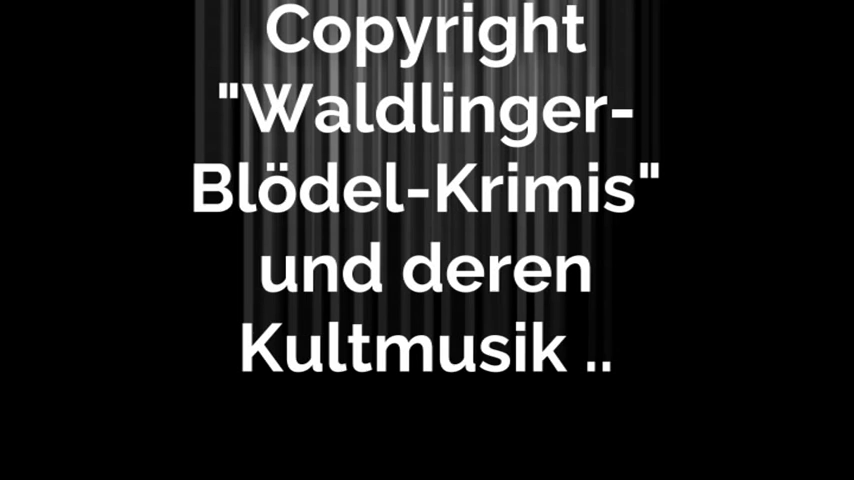 Copyright
"Waldlinger-
Blödel-Krimis"
und deren
Kultmusik ..